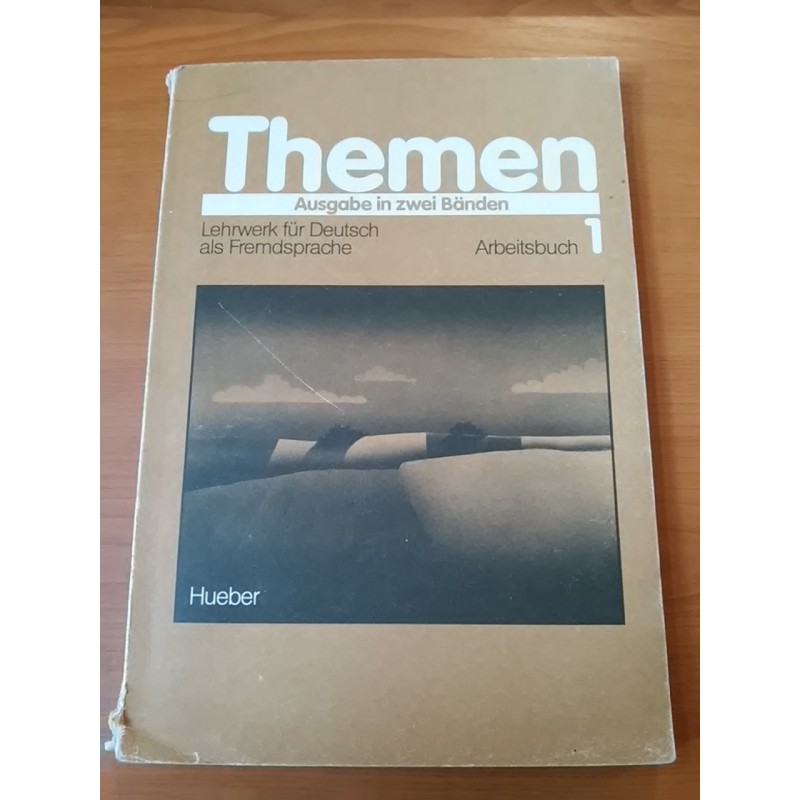 Themen
Ausgabe in zwei Bänden
Lehrwerk für Deutsch
als Fremdsprache
Arbeitsbuch 1
Hueber